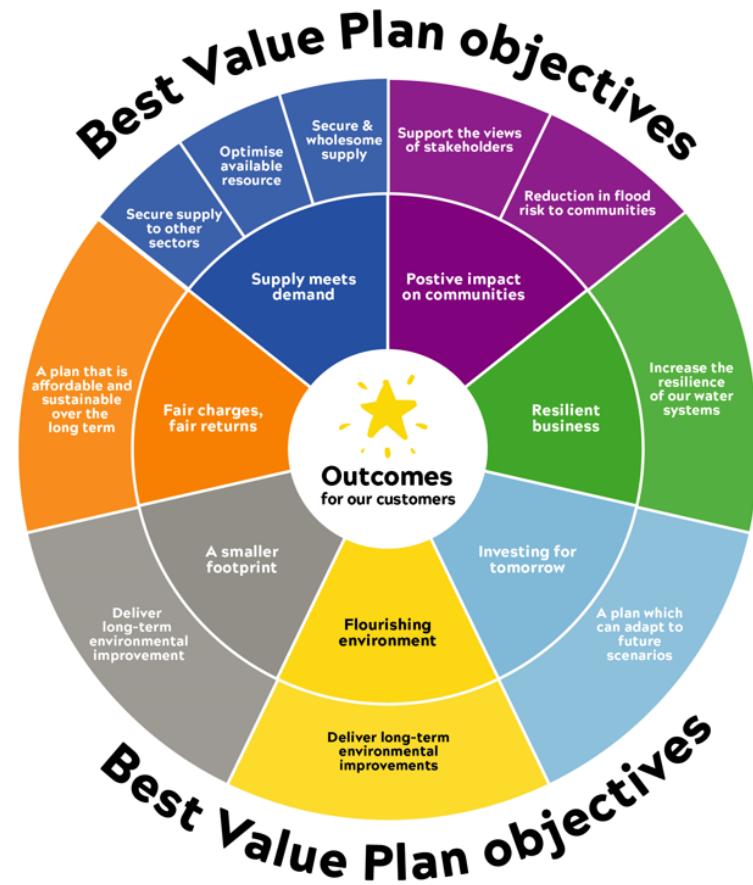 Best Value Plan objectives
Secure supply
to other
sectors
Optimise
available
resource
Secure &
wholesome
supply
Support the views
of stakeholders
Reduction in flood
risk to communities
Supply meets
demand
Postive impact
on communities
A plan that is
affordable and
sustainable
over the
long term
Fair charges,
fair returns
Resilient
business
Increase the
resilience
of our water
systems
Outcomes
for our customers
A smaller
footprint
Investing for
tomorrow
Deliver
long-term
environmental
improvement
Flourishing
environment
A plan which
can adapt to
future
scenarios
Deliver long-term
environmental
improvements
Best Value Plan objectives